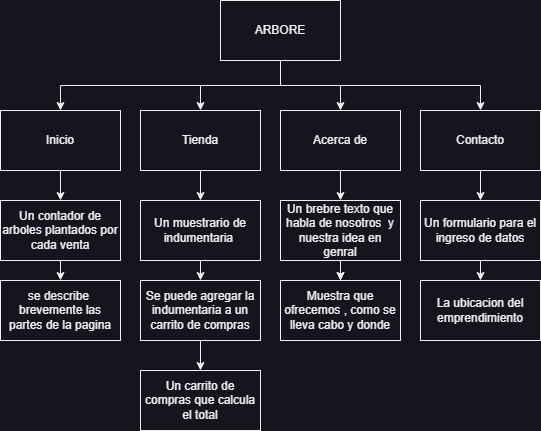 ARBORE
Inicio
Tienda
Acerca de
Contacto
Un contador de
arboles plantados por
cada venta
Un muestrario de
indumentaria
Un brebre texto que
habla de nosotros y
nuestra idea en
genral
Un formulario para el
ingreso de datos
se describe
brevemente las
partes de la pagina
Se puede agregar la
indumentaria a un
carrito de compras
Muestra que
ofrecemos , como se
lleva cabo y donde
La ubicacion del
emprendimiento
Un carrito de
compras que calcula
el total